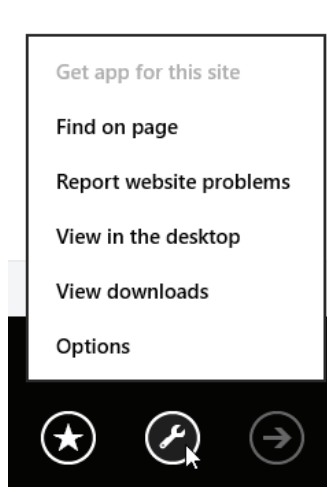 Get app for this site
Find on page
Report website problems
View in the desktop
View downloads
Options